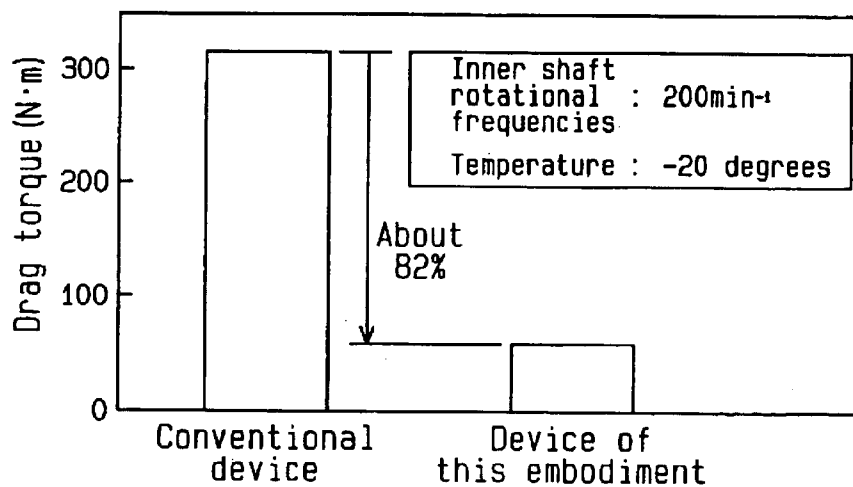 Drag torque (N·m)
300
200
100
0
Inner shaft
rotational : 200min⁻¹
frequencies
Temperature : -20 degrees
About
82%
Conventional
device
Device of
this embodiment